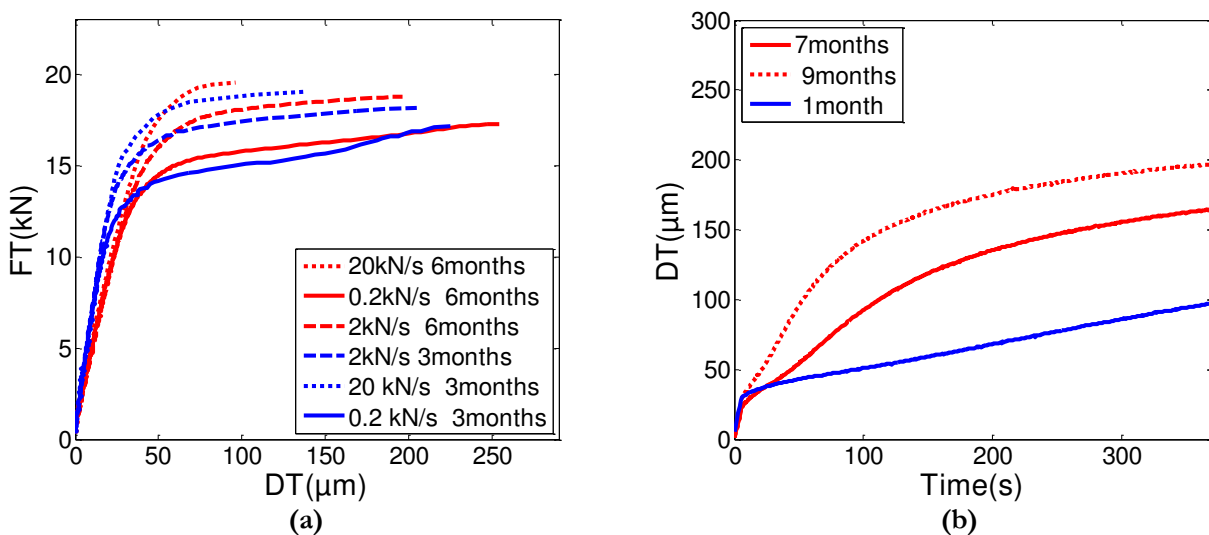 FT(kN)
20
15
10
5
0
20kN/s 6months
0.2kN/s 6months
2kN/s 6months
2kN/s 3months
20 kN/s 3months
0.2 kN/s 3months
0 50 100 150 200 250
DT(µm)
(a)
DT(µm)
300
250
200
150
100
50
0
7months
9months
1month
0 100 200 300
Time(s)
(b)